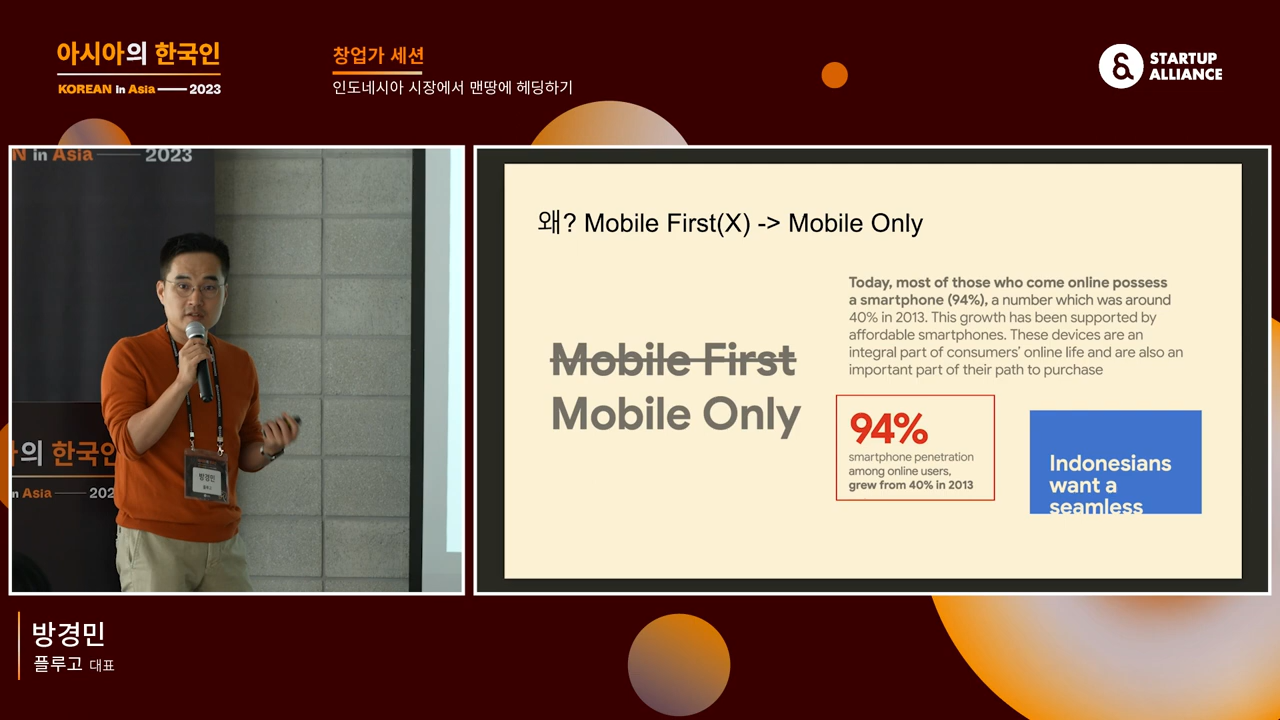 아시아의 한국인
KOREAN in Asia 2023
창업가 세션
인도네시아 시장에서 맨땅에 헤딩하기
STARTUP
ALLIANCE
N in Asia 2023
의 한국인
n Asia 202
방경민
왜? Mobile First(X) -> Mobile Only
Mobile First
Mobile Only
Today, most of those who come online possess
a smartphone (94%), a number which was around
40% in 2013. This growth has been supported by
affordable smartphones. These devices are an
integral part of consumers' online life and are also an
important part of their path to purchase
94%
smartphone penetration
among online users,
grew from 40% in 2013
Indonesians
want a
seamless
방경민
플루고 대표